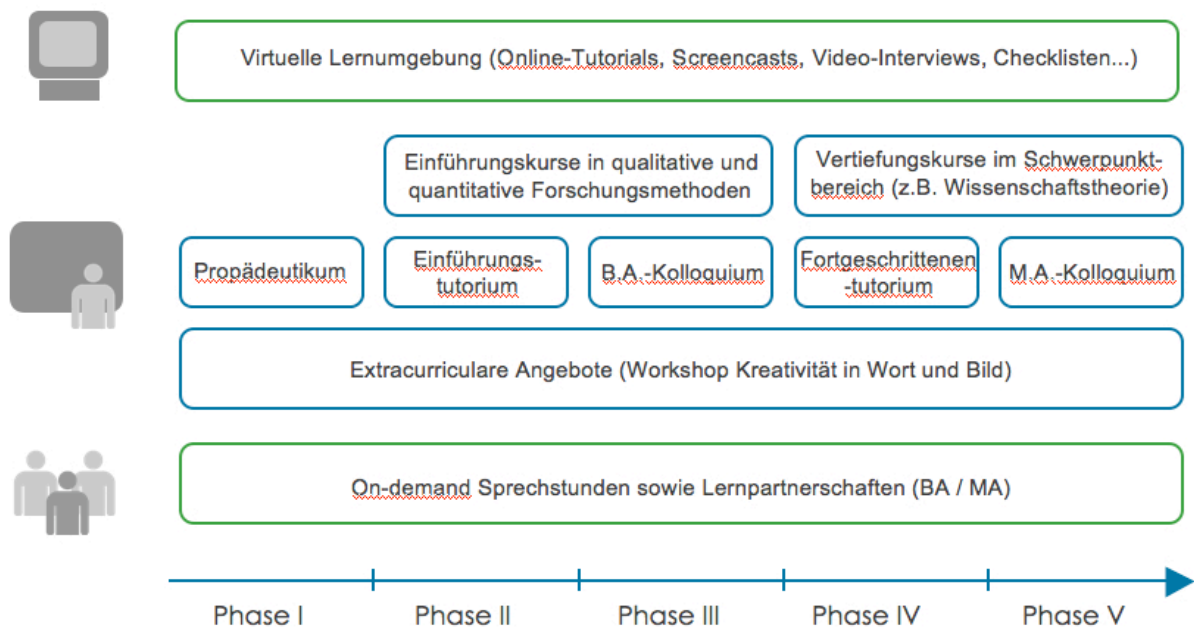 Virtuelle Lernumgebung (Online-Tutorials, Screencasts, Video-Interviews, Checklisten...)
Einführungskurse in qualitative und
quantitative Forschungsmethoden
Vertiefungskurse im Schwerpunkt-
bereich (z.B. Wissenschaftstheorie)
Propädeutikum
Einführungs-
tutorium
B.A.-Kolloquium
Fortgeschrittenen
-tutorium
M.A.-Kolloquium
Extracurriculare Angebote (Workshop Kreativität in Wort und Bild)
On-demand Sprechstunden sowie Lernpartnerschaften (BA / MA)
Phase I
Phase II
Phase III
Phase IV
Phase V